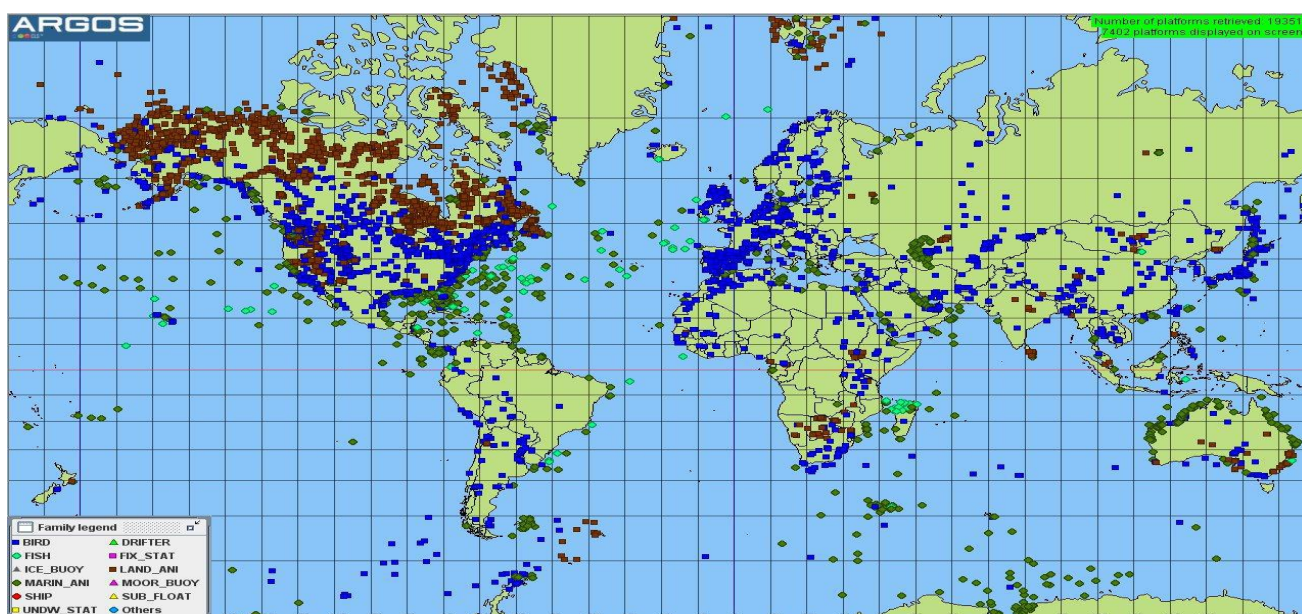 ARGOS
Number of platforms retrieved: 19351
7402 platforms displayed on screen
Family legend
BIRD DRIFTER
FISH FIX_STAT
ICE_BUOY LAND_ANI
MARIN_ANI MOOR_BUOY
SHIP SUB_FLOAT
UNDW_STAT Others